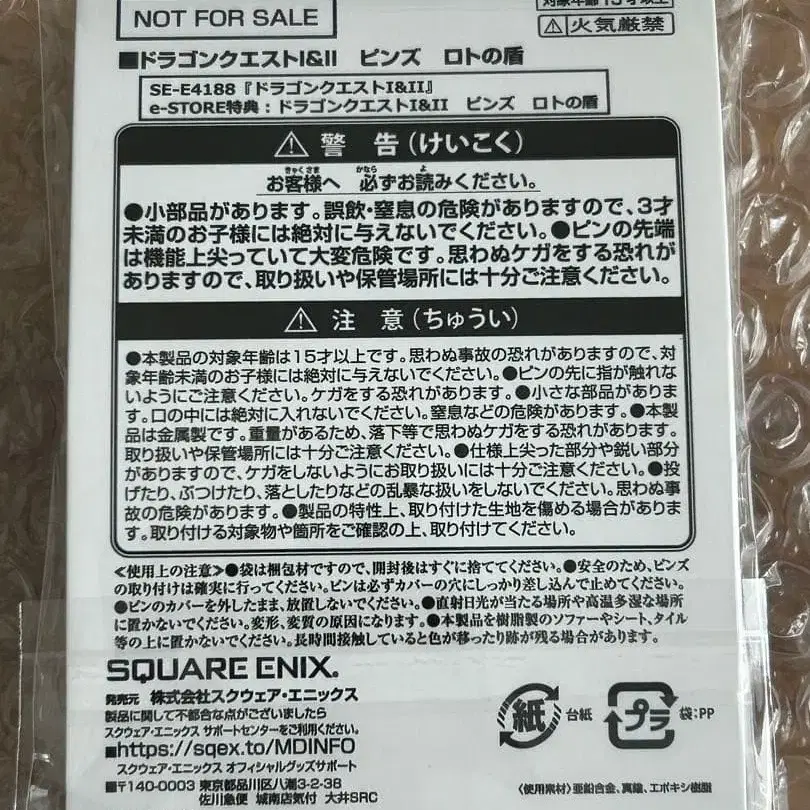 NOT FOR SALE
対象年齢15才以上
⚠火気厳禁
■ドラゴンクエストI&II ピンズ ロトの盾
SE-E4188『ドラゴンクエストI&II』
e-STORE特典：ドラゴンクエストI&II ピンズ ロトの盾
⚠警 告(けいこく)
お客様へ 必ずお読みください。
●小部品があります。誤飲・窒息の危険がありますので、3才
未満のお子様には絶対に与えないでください。●ピンの先端
は機能上尖っていて大変危険です。思わぬケガをする恐れが
ありますので、取り扱いや保管場所には十分ご注意ください。
⚠注 意(ちゅうい)
●本製品の対象年齢は15才以上です。思わぬ事故の恐れがありますので、対
象年齢未満のお子様には絶対に与えないでください。●ピンの先に指が触れな
いようにご注意ください。ケガをする恐れがあります。●小さな部品がありま
す。口の中には絶対に入れないでください。窒息などの危険があります。●本製
品は金属製です。重量があるため、落下等で思わぬケガをする恐れがあります。
取り扱いや保管場所には十分ご注意ください。●仕様上尖った部分や鋭い部分
がありますので、ケガをしないようにお取り扱いには十分ご注意ください。●投
げたり、ぶつけたり、落としたりなどの乱暴な扱いをしないでください。思わぬ事
故の危険があります。●製品の特性上、取り付けた生地を傷める場合がありま
す。取り付ける対象物や箇所をご確認の上、取り付けてください。
≪使用上の注意≫●袋は梱包材ですので、開封後はすぐに捨ててください。●安全のため、ピンズ
の取り付けは確実に行ってください。ピンは必ずカバーの穴にしっかり差し込んで止めてください。
●ピンのカバーを外したまま、放置しないでください。●直射日光が当たる場所や高温多湿な場所
に置かないでください。変形、変質の原因になります。●本製品を樹脂製のソファーやシート、タイル
等の上に置かないでください。長時間接触していると色が移ったり跡が残る場合があります。
SQUARE ENIX.
発売元 株式会社スクウェア・エニックス
製品に関して不都合な点がございましたら
スクウェア・エニックス サポートセンターをご利用ください。
■https://sqex.to/MDINFO
スクウェア・エニックス オフィシャルグッズサポート
■〒140-0003 東京都品川区八潮3-2-38
佐川急便 城南店気付 大井SRC
紙 台紙
プラ 袋：PP
〈使用素材〉亜鉛合金、真鍮、エポキシ樹脂